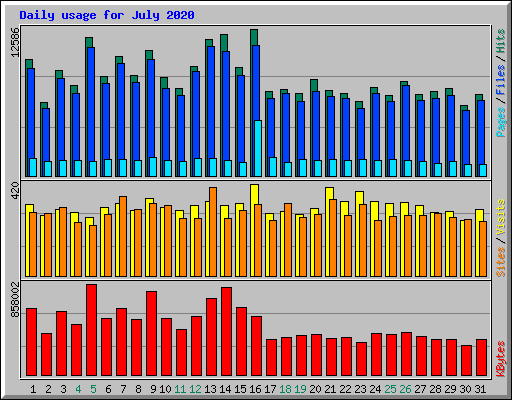 Daily usage for July 2020
12586
Pages / Files / Hits
420
Sites / Visits
858002
KBytes
1 2 3 4 5 6 7 8 9 10 11 12 13 14 15 16 17 18 19 20 21 22 23 24 25 26 27 28 29 30 31